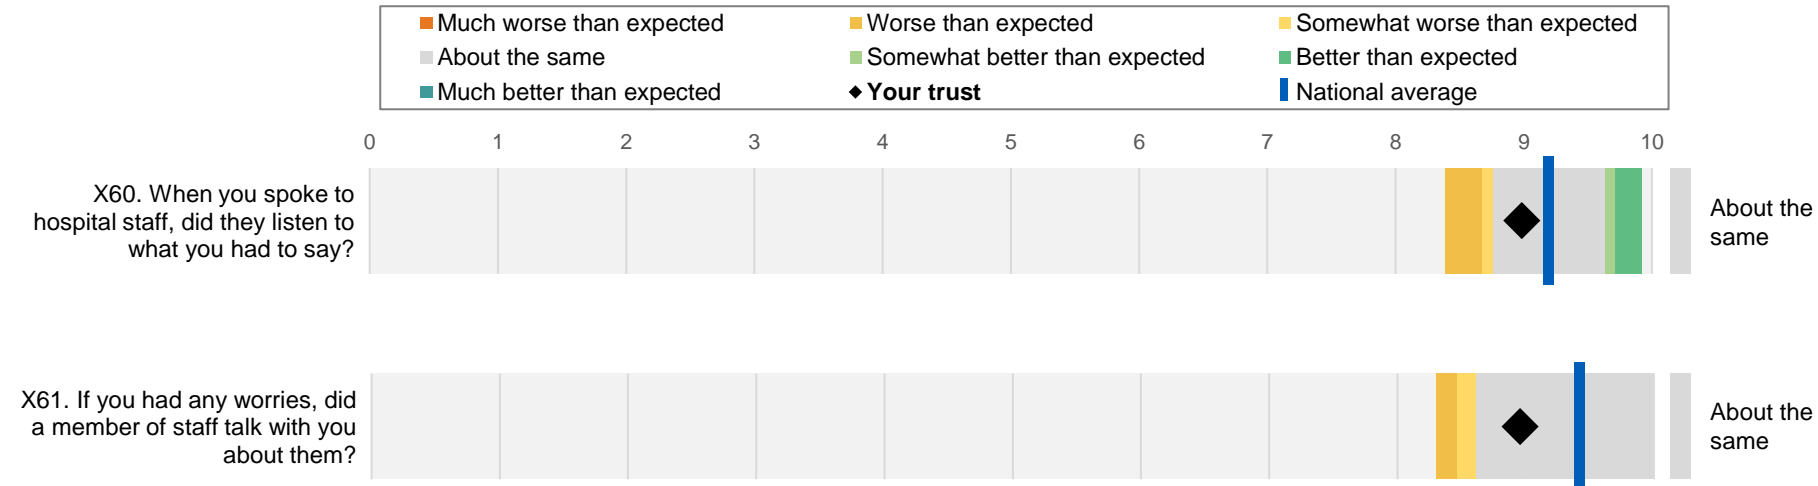 Much worse than expected
Worse than expected
Somewhat worse than expected
About the same
Somewhat better than expected
Better than expected
Much better than expected
Your trust
National average
0 1 2 3 4 5 6 7 8 9 10
X60. When you spoke to
hospital staff, did they listen to
what you had to say?
About the
same
X61. If you had any worries, did
a member of staff talk with you
about them?
About the
same